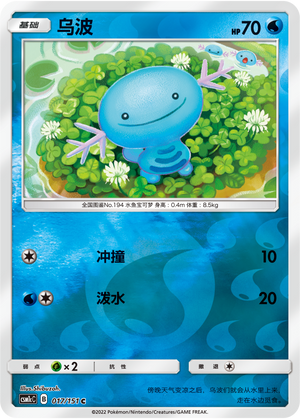 基础 乌波 HP70
全国图鉴No.194 水鱼宝可梦 身高:0.4m 体重:8.5kg
冲撞 10
泼水 20
Illus. Shibuzoh.
弱点 ×2 抗性
csm1cC B 017/151 C
傍晚天气变凉之后，乌波们就会从水里上来，
走在水边觅食。
©2022 Pokémon/Nintendo/Creatures/GAME FREAK.